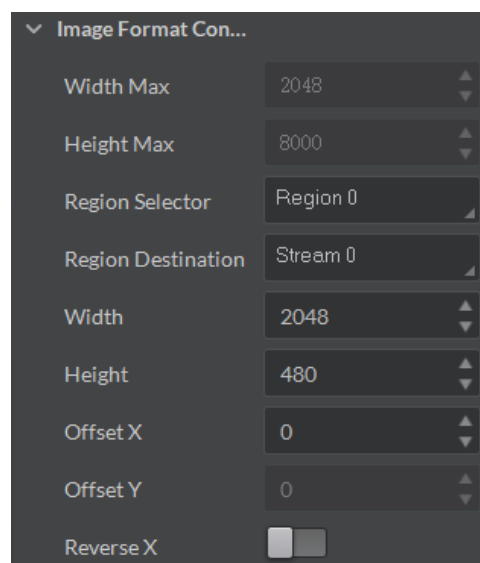 Image Format Con...
Width Max 2048
Height Max 8000
Region Selector Region 0
Region Destination Stream 0
Width 2048
Height 480
Offset X 0
Offset Y 0
Reverse X